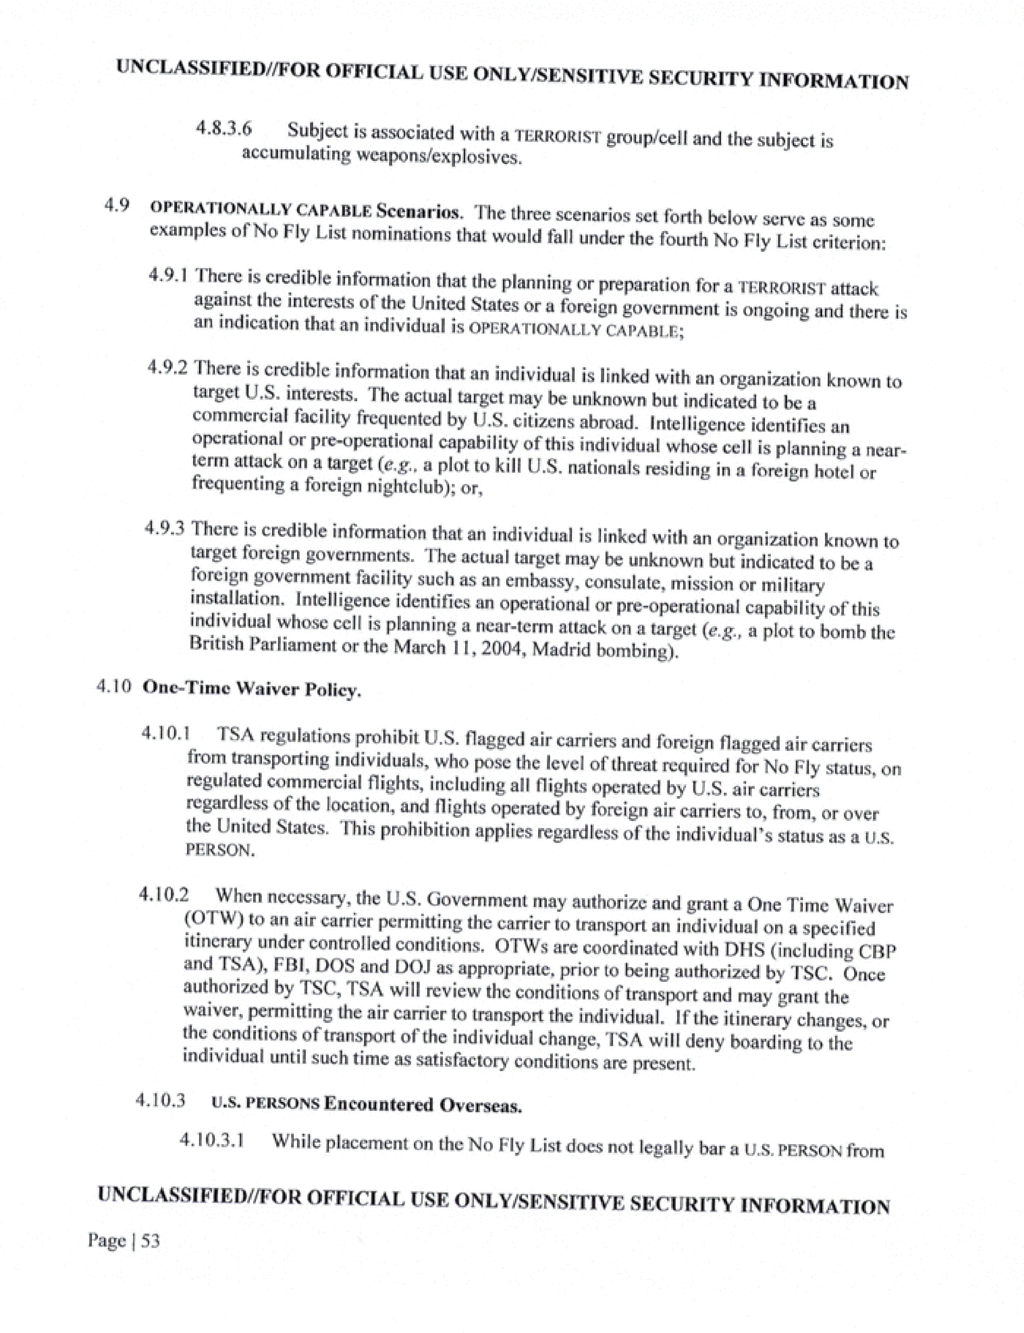 UNCLASSIFIED//FOR OFFICIAL USE ONLY/SENSITIVE SECURITY INFORMATION
4.8.3.6 Subject is associated with a TERRORIST group/cell and the subject is
accumulating weapons/explosives.
4.9 OPERATIONALLY CAPABLE Scenarios. The three scenarios set forth below serve as some
examples of No Fly List nominations that would fall under the fourth No Fly List criterion:
4.9.1 There is credible information that the planning or preparation for a TERRORIST attack
against the interests of the United States or a foreign government is ongoing and there is
an indication that an individual is OPERATIONALLY CAPABLE;
4.9.2 There is credible information that an individual is linked with an organization known to
target U.S. interests. The actual target may be unknown but indicated to be a
commercial facility frequented by U.S. citizens abroad. Intelligence identifies an
operational or pre-operational capability of this individual whose cell is planning a near-
term attack on a target (e.g., a plot to kill U.S. nationals residing in a foreign hotel or
frequenting a foreign nightclub); or,
4.9.3 There is credible information that an individual is linked with an organization known to
target foreign governments. The actual target may be unknown but indicated to be a
foreign government facility such as an embassy, consulate, mission or military
installation. Intelligence identifies an operational or pre-operational capability of this
individual whose cell is planning a near-term attack on a target (e.g., a plot to bomb the
British Parliament or the March 11, 2004, Madrid bombing).
4.10 One-Time Waiver Policy.
4.10.1 TSA regulations prohibit U.S. flagged air carriers and foreign flagged air carriers
from transporting individuals, who pose the level of threat required for No Fly status, on
regulated commercial flights, including all flights operated by U.S. air carriers
regardless of the location, and flights operated by foreign air carriers to, from, or over
the United States. This prohibition applies regardless of the individual's status as a U.S.
PERSON.
4.10.2 When necessary, the U.S. Government may authorize and grant a One Time Waiver
(OTW) to an air carrier permitting the carrier to transport an individual on a specified
itinerary under controlled conditions. OTWs are coordinated with DHS (including CBP
and TSA), FBI, DOS and DOJ as appropriate, prior to being authorized by TSC. Once
authorized by TSC, TSA will review the conditions of transport and may grant the
waiver, permitting the air carrier to transport the individual. If the itinerary changes, or
the conditions of transport of the individual change, TSA will deny boarding to the
individual until such time as satisfactory conditions are present.
4.10.3 U.S. PERSONS Encountered Overseas.
4.10.3.1 While placement on the No Fly List does not legally bar a U.S. PERSON from
UNCLASSIFIED//FOR OFFICIAL USE ONLY/SENSITIVE SECURITY INFORMATION
Page | 53